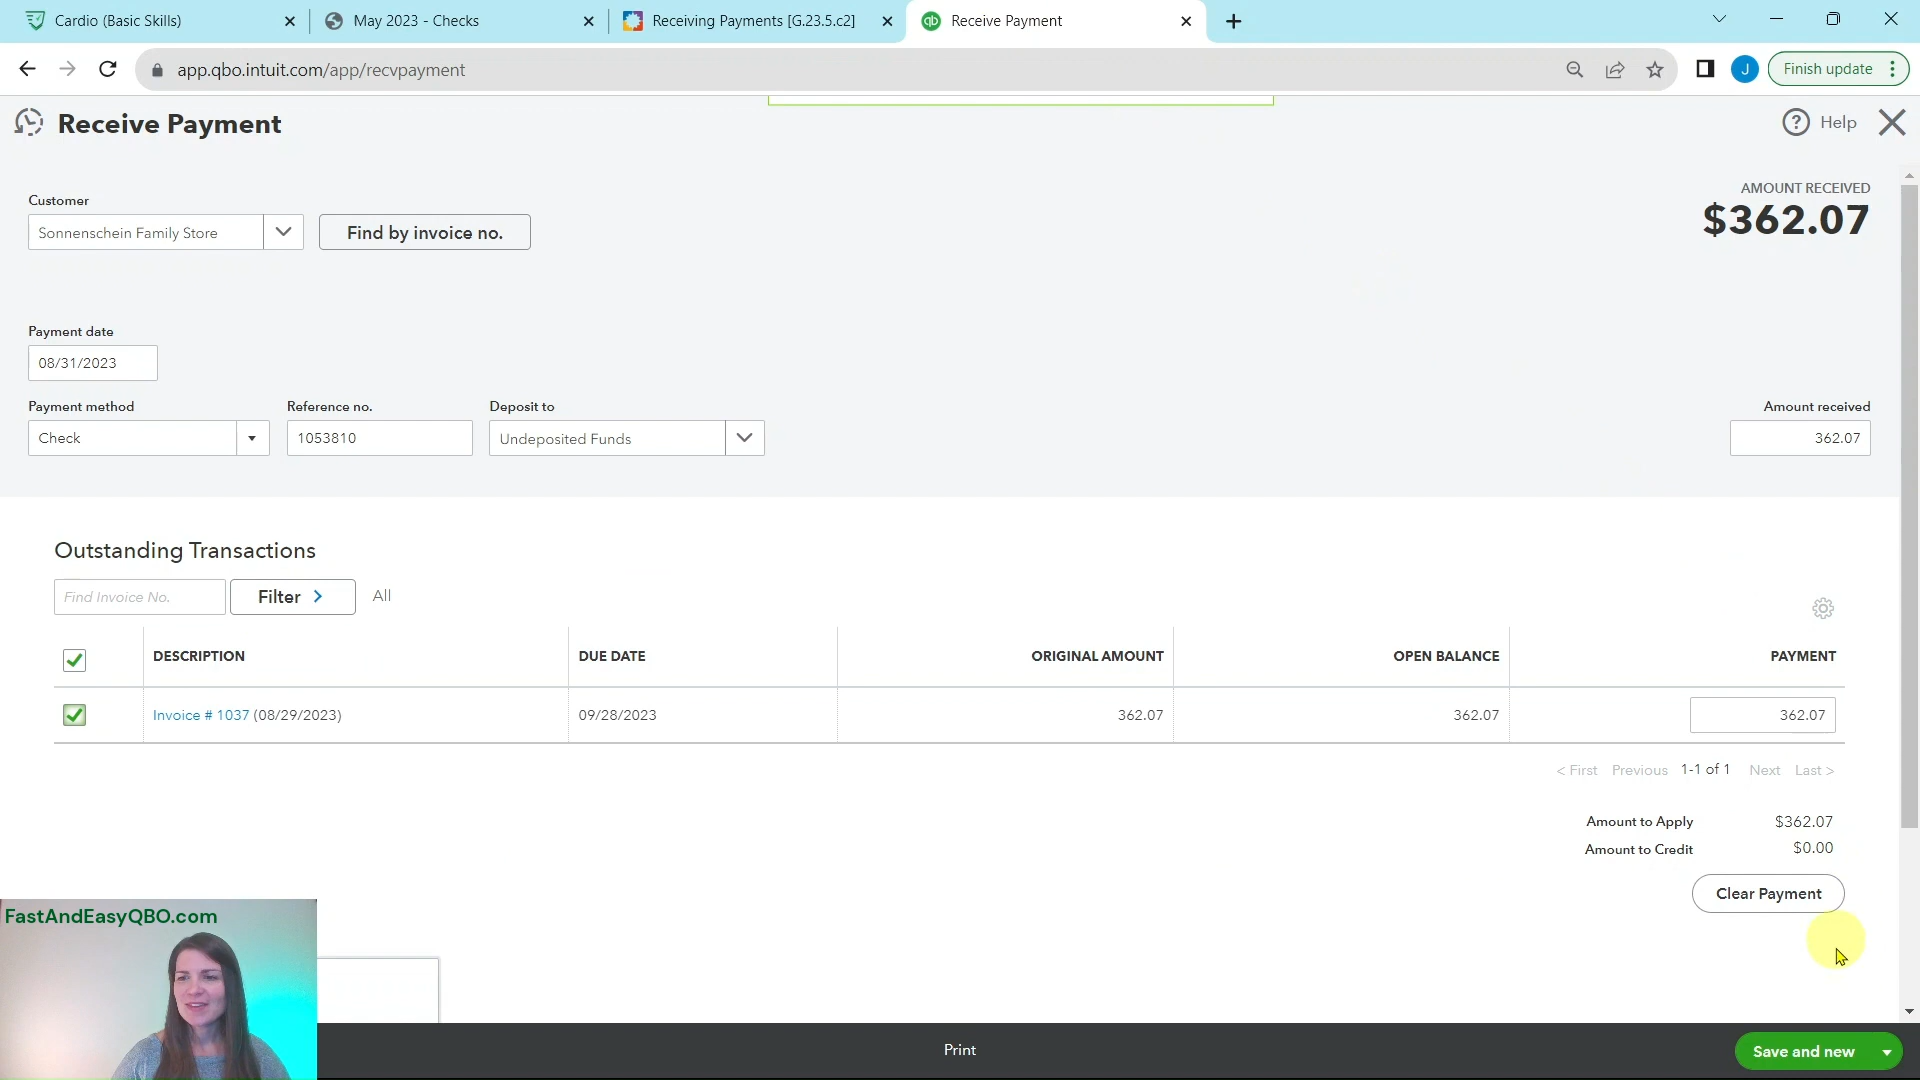 Cardio (Basic Skills)
May 2023 - Checks
Receiving Payments [G.23.5.c2]
Receive Payment
app.qbo.intuit.com/app/recvpayment
J
Finish update
Receive Payment
Help
Customer
Sonnenschein Family Store
Find by invoice no.
AMOUNT RECEIVED
$362.07
Payment date
08/31/2023
Payment method
Reference no.
Deposit to
Amount received
Check
1053810
Undeposited Funds
362.07
Outstanding Transactions
Find Invoice No.
Filter >
All
DESCRIPTION
DUE DATE
ORIGINAL AMOUNT
OPEN BALANCE
PAYMENT
Invoice # 1037 (08/29/2023)
09/28/2023
362.07
362.07
362.07
< First Previous 1-1 of 1 Next Last >
Amount to Apply $362.07
Amount to Credit $0.00
Clear Payment
FastAndEasyQBO.com
Print
Save and new